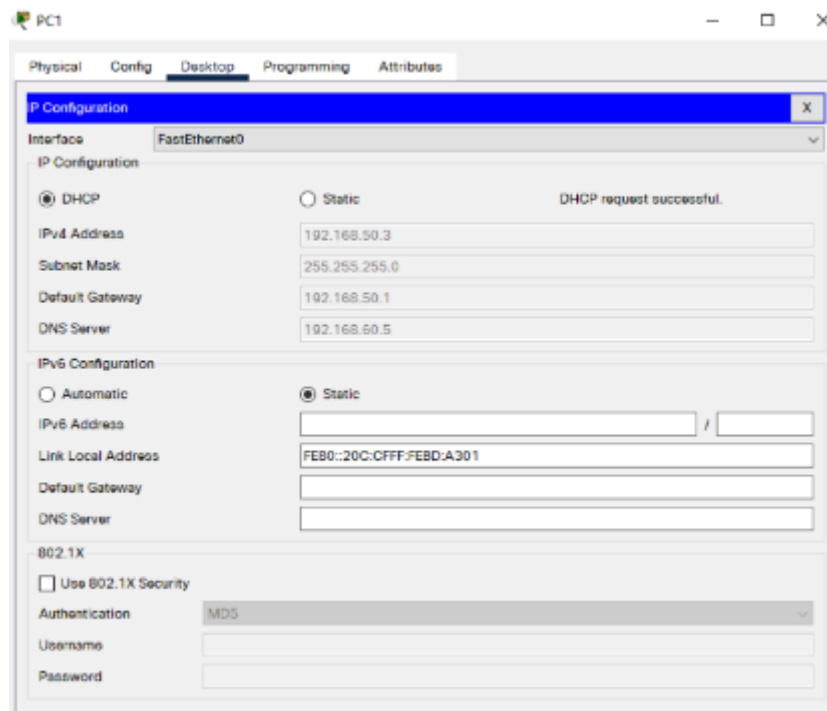 PC1
Physical Config Desktop Programming Attributes
IP Configuration X
Interface FastEthernet0
IP Configuration
DHCP Static DHCP request successful.
IPv4 Address 192.168.50.3
Subnet Mask 255.255.255.0
Default Gateway 192.168.50.1
DNS Server 192.168.60.5
IPv6 Configuration
Automatic Static
IPv6 Address /
Link Local Address FE80::20C:CFFF:FEBD:A301
Default Gateway
DNS Server
802.1X
Use 802.1X Security
Authentication MD5
Username
Password